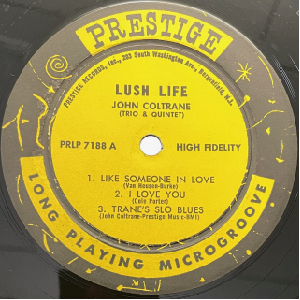 PRESTIGE
PRESTIGE RECORDS, Inc., 203 South Washington Ave., Bergenfield, N.J.
LUSH LIFE
JOHN COLTRANE
(TRIO & QUINTET)
PRLP 7188 A HIGH FIDELITY
1. LIKE SOMEONE IN LOVE
(Van Heusen-Burke)
2. I LOVE YOU
(Cole Porter)
3. TRANE'S SLO BLUES
(John Coltrane-Prestige Music-BMI)
LONG PLAYING MICROGROOVE